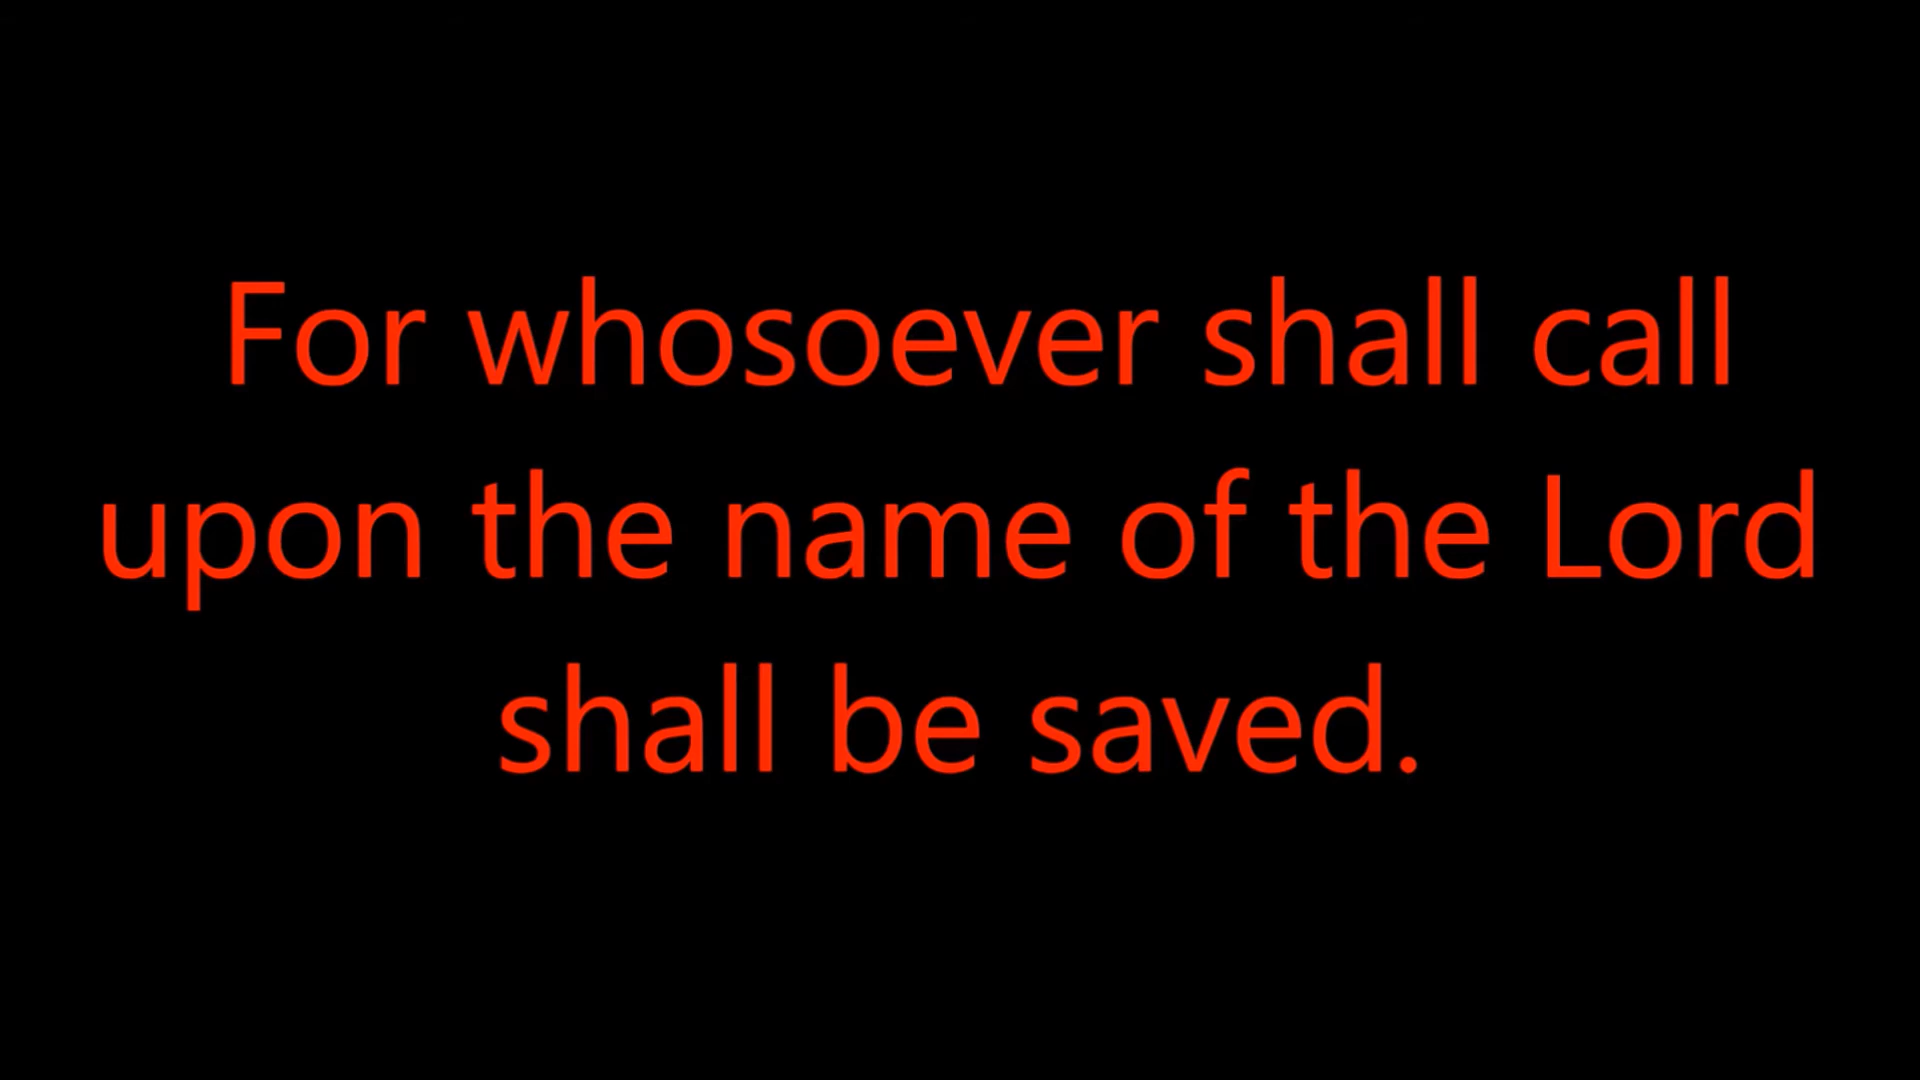 For whosoever shall call
upon the name of the Lord
shall be saved.